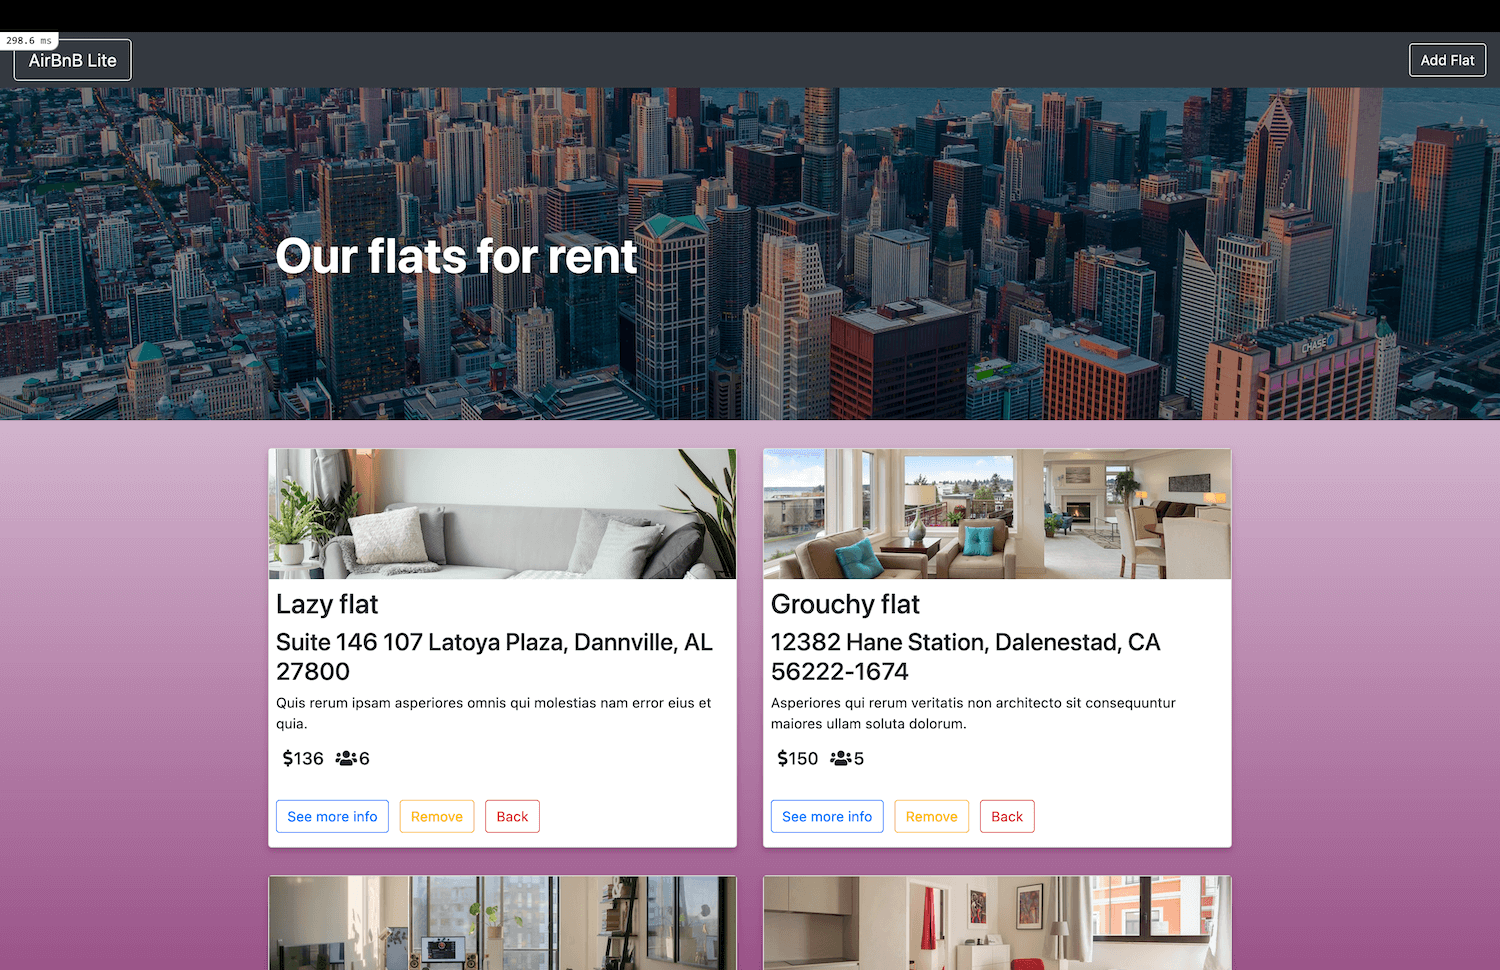 298.6 ms
AirBnB Lite
Add Flat
Our flats for rent
CHASE
Lazy flat
Suite 146 107 Latoya Plaza, Dannville, AL
27800
Quis rerum ipsam asperiores omnis qui molestias nam error eius et
quia.
$136 6
See more info Remove Back
Grouchy flat
12382 Hane Station, Dalenestad, CA
56222-1674
Asperiores qui rerum veritatis non architecto sit consequuntur
maiores ullam soluta dolorum.
$150 5
See more info Remove Back